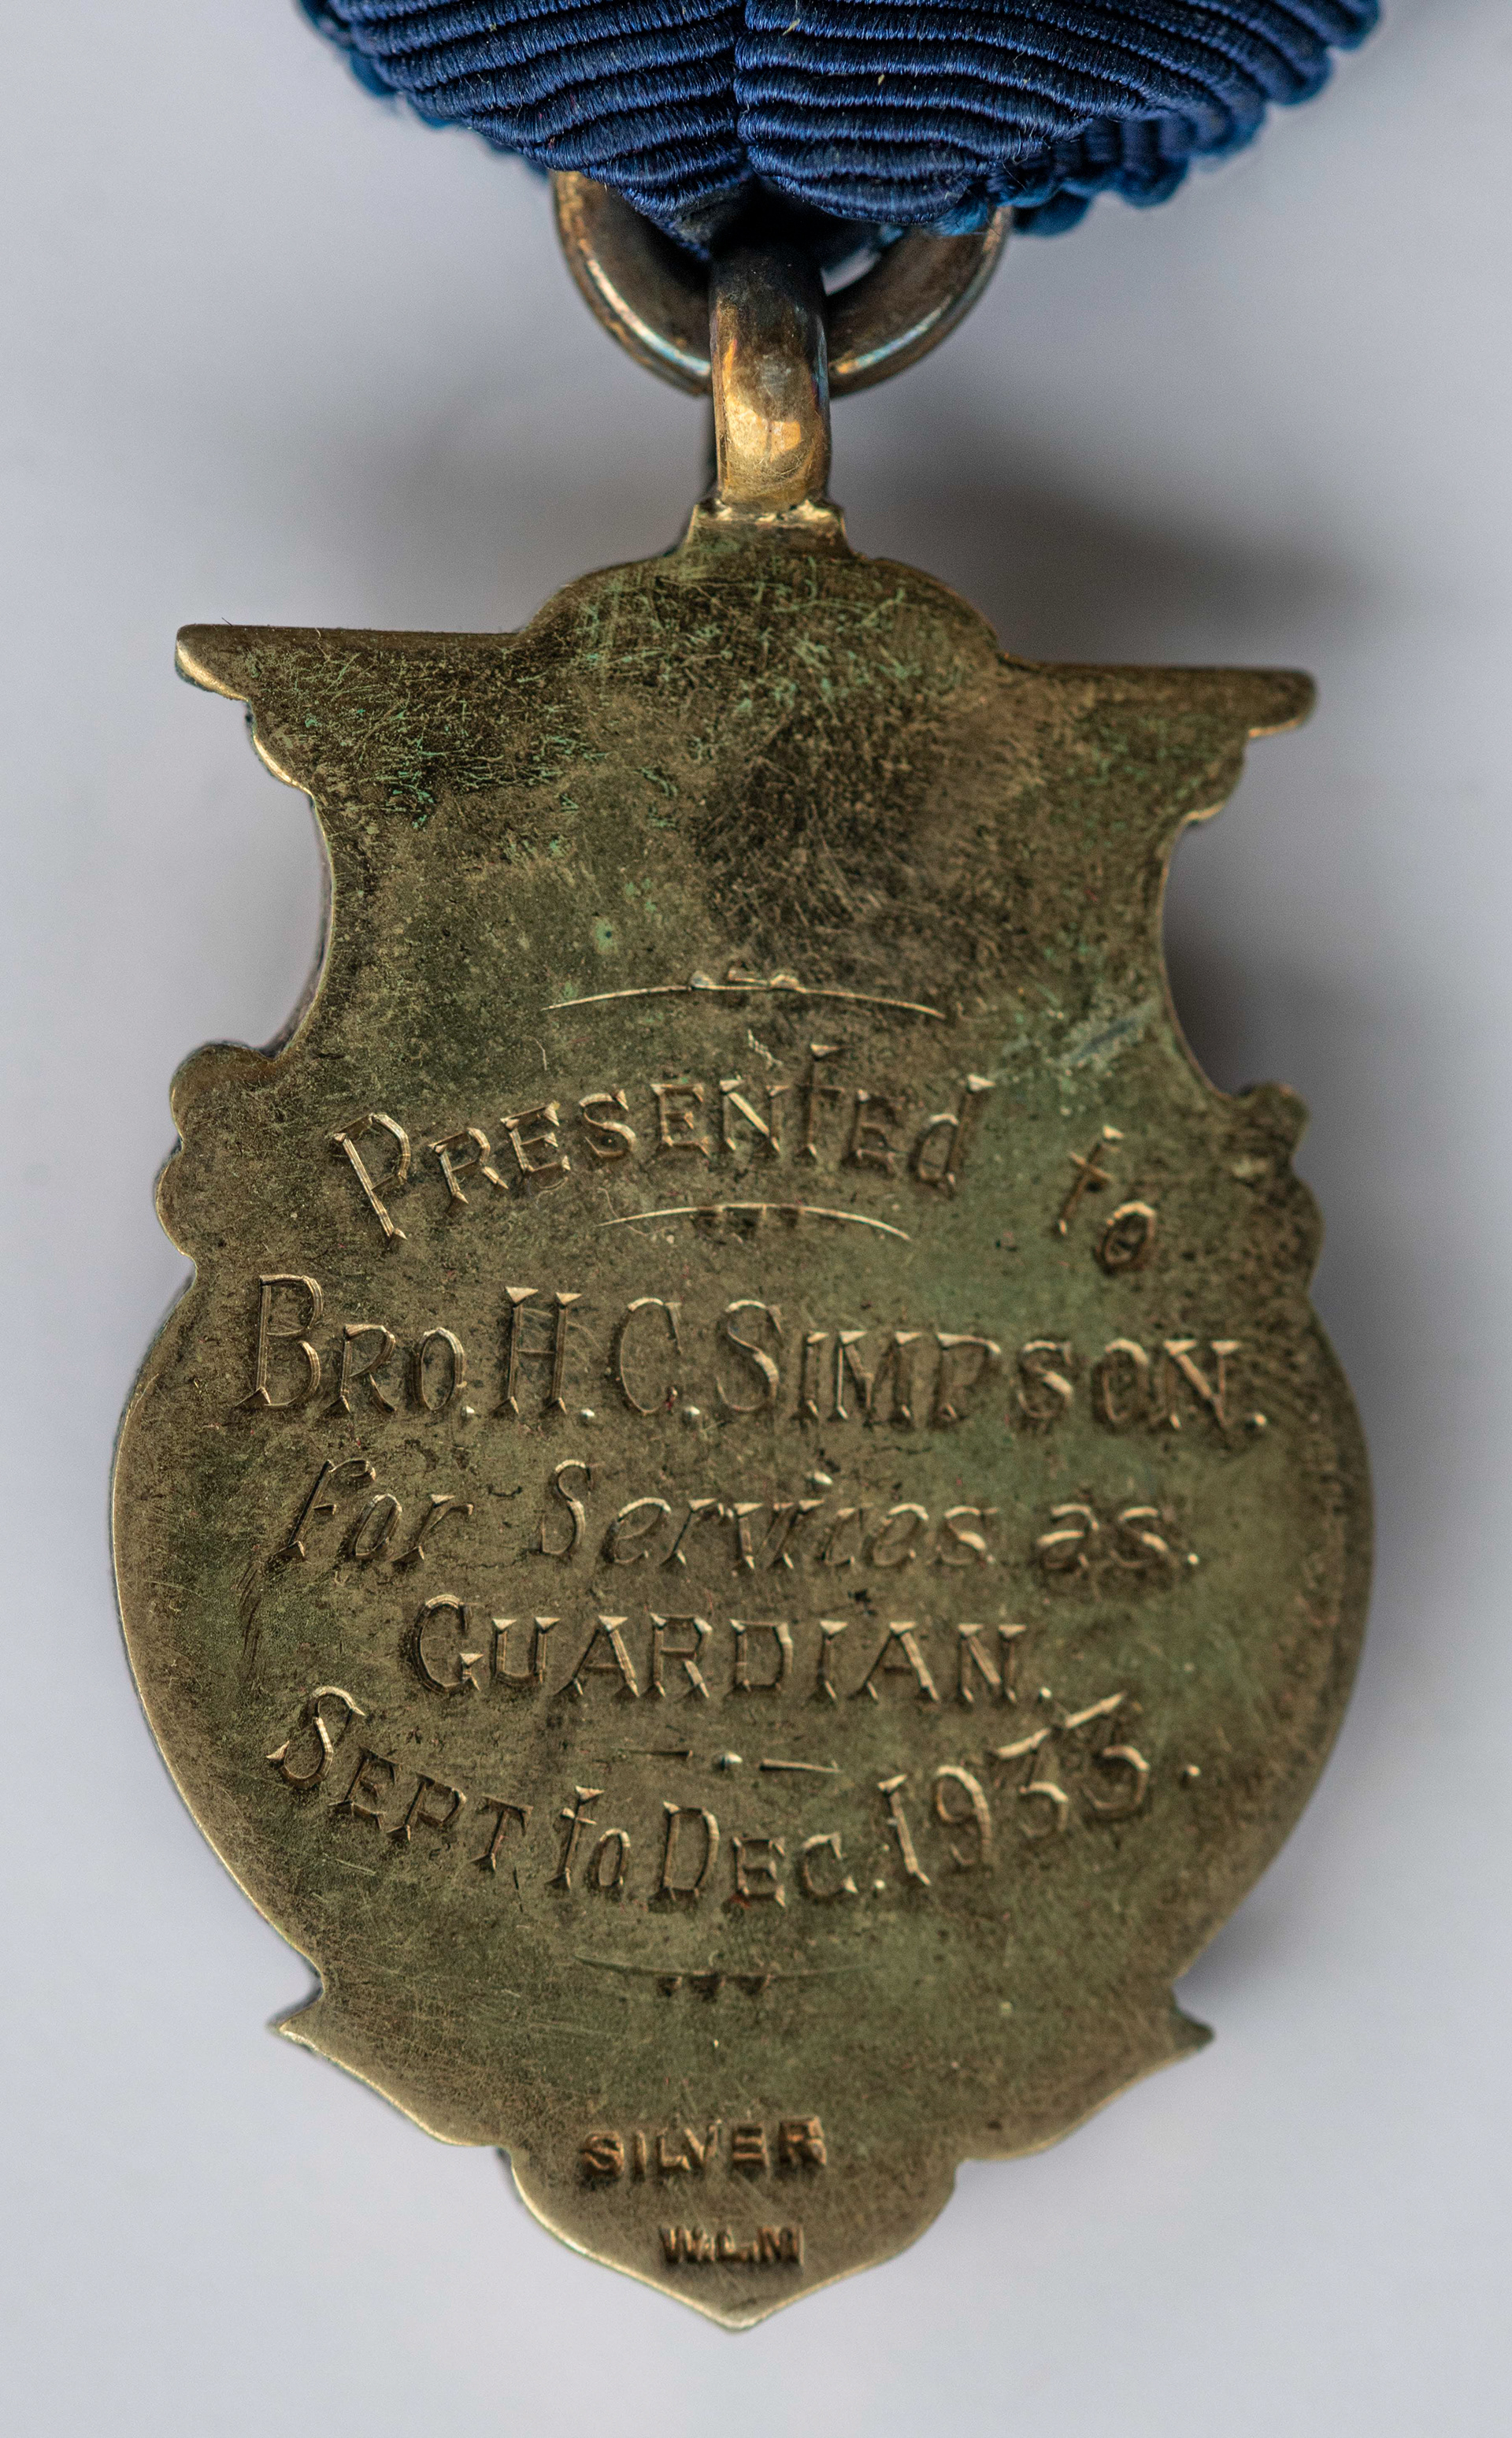 PRESENTED to
BRO. H. C. SIMPSON.
For Services as.
GUARDIAN.
SEPT to DEC. 1933.
SILVER
W.L.M